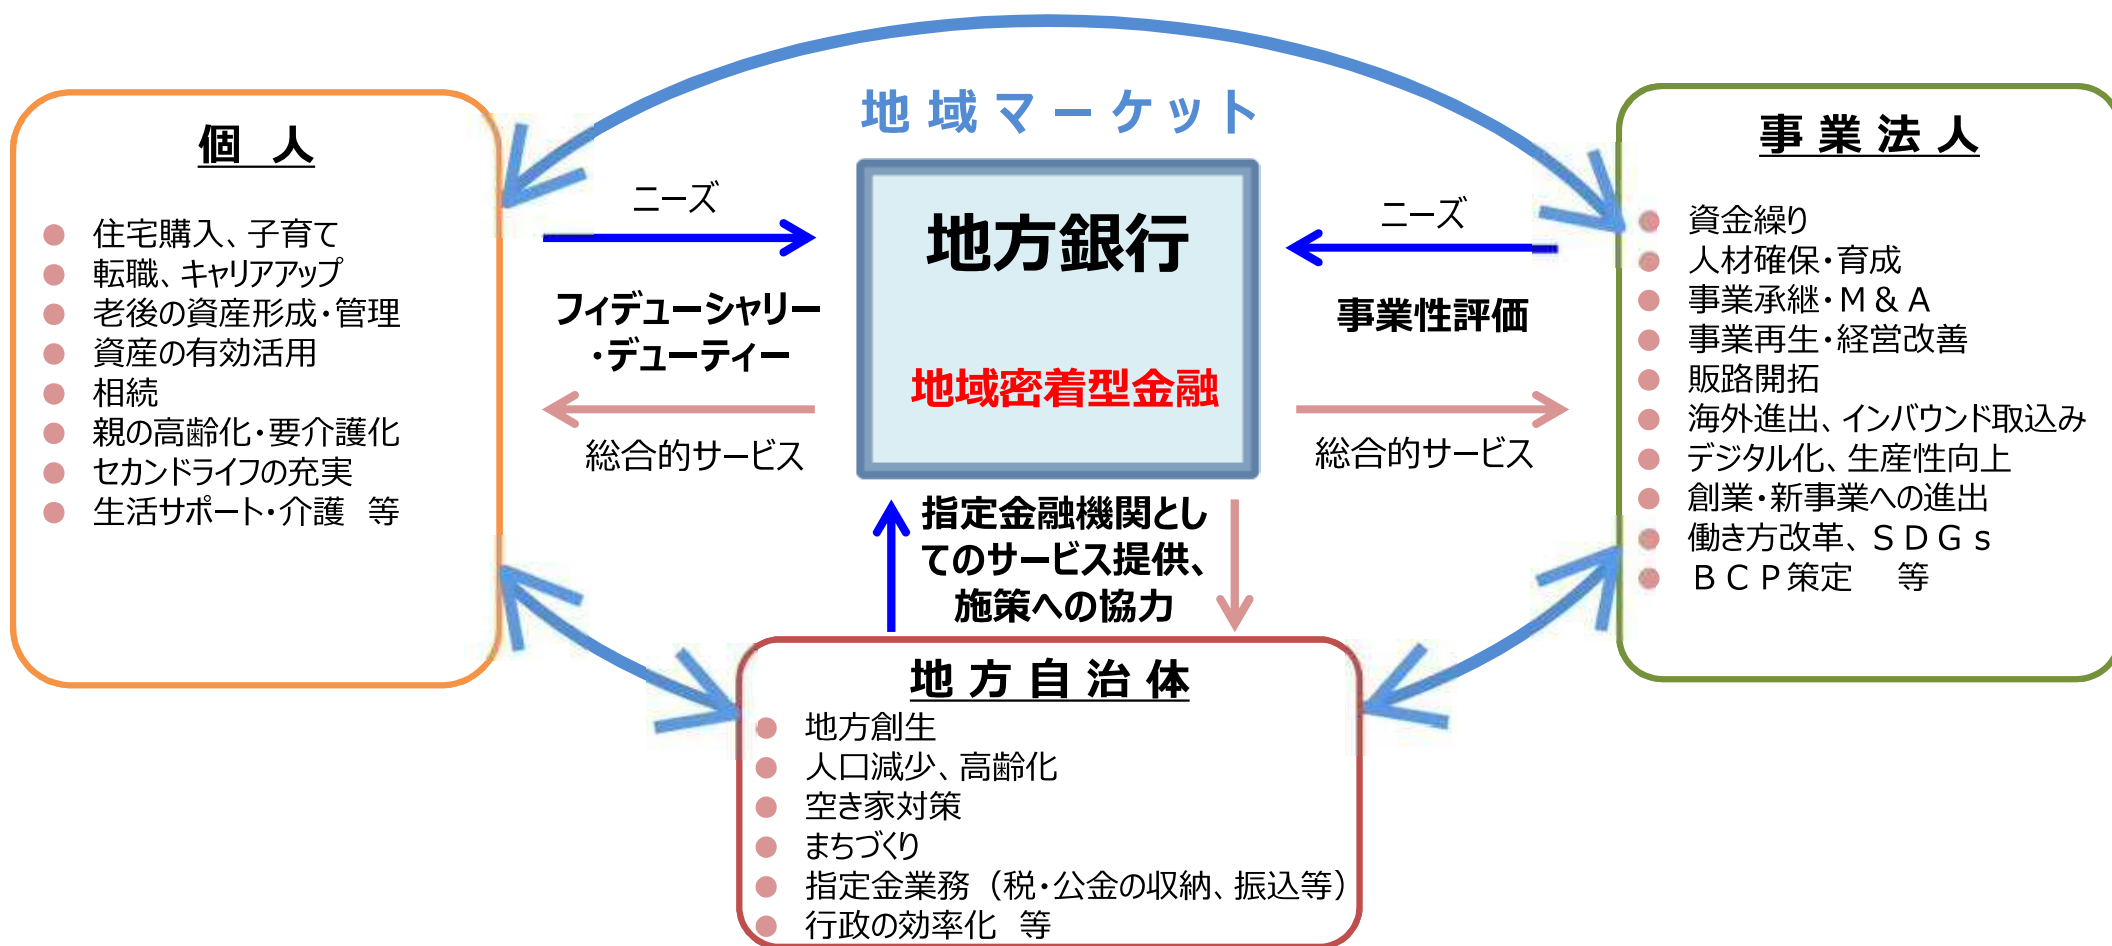 地域マーケット
個　人
住宅購入、子育て
転職、キャリアアップ
老後の資産形成・管理
資産の有効活用
相続
親の高齢化・要介護化
セカンドライフの充実
生活サポート・介護　等
ニーズ
フィデューシャリー
・デューティー
総合的サービス
地方銀行
地域密着型金融
ニーズ
事業性評価
総合的サービス
事業法人
資金繰り
人材確保・育成
事業承継・Ｍ＆Ａ
事業再生・経営改善
販路開拓
海外進出、インバウンド取込み
デジタル化、生産性向上
創業・新事業への進出
働き方改革、ＳＤＧｓ
ＢＣＰ策定　等
指定金融機関とし
てのサービス提供、
施策への協力
地方自治体
地方創生
人口減少、高齢化
空き家対策
まちづくり
指定金業務（税・公金の収納、振込等）
行政の効率化　等